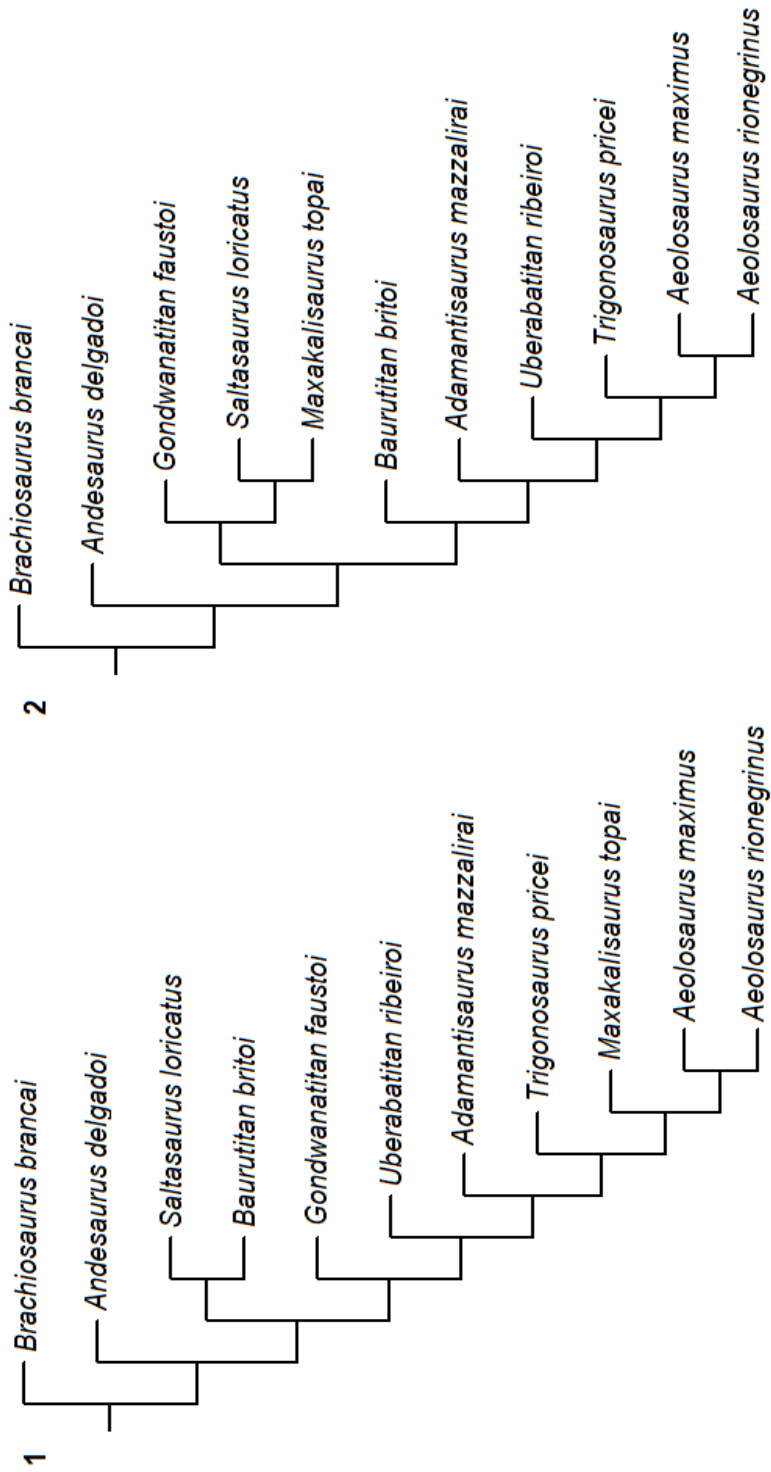 1
Brachiosaurus brancai
Andesaurus delgadoi
Saltasaurus loricatus
Baurutitan britoi
Gondwanatitan faustoi
Uberabatitan ribeiroi
Adamantisaurus mazzalirai
Trigonosaurus pricei
Maxakalisaurus topai
Aeolosaurus maximus
Aeolosaurus rionegrinus
2
Brachiosaurus brancai
Andesaurus delgadoi
Gondwanatitan faustoi
Saltasaurus loricatus
Maxakalisaurus topai
Baurutitan britoi
Adamantisaurus mazzalirai
Uberabatitan ribeiroi
Trigonosaurus pricei
Aeolosaurus maximus
Aeolosaurus rionegrinus